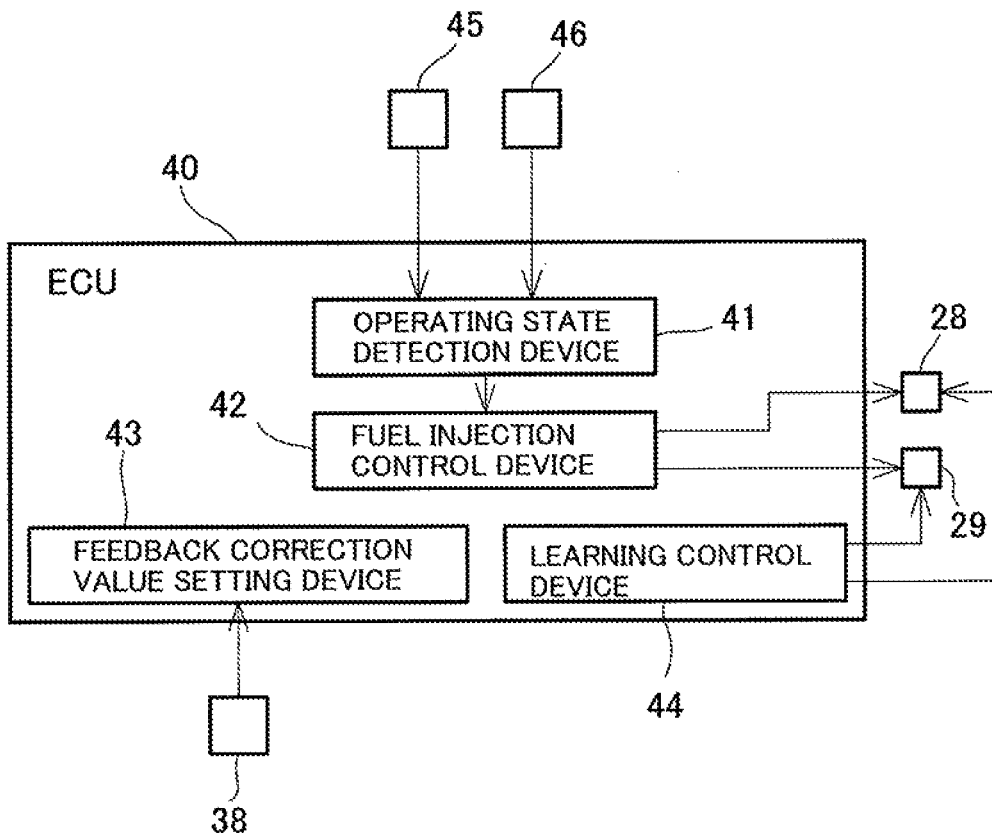 45
46
40
ECU
OPERATING STATE
DETECTION DEVICE
41
28
42
FUEL INJECTION
CONTROL DEVICE
43
29
FEEDBACK CORRECTION
VALUE SETTING DEVICE
LEARNING CONTROL
DEVICE
44
38